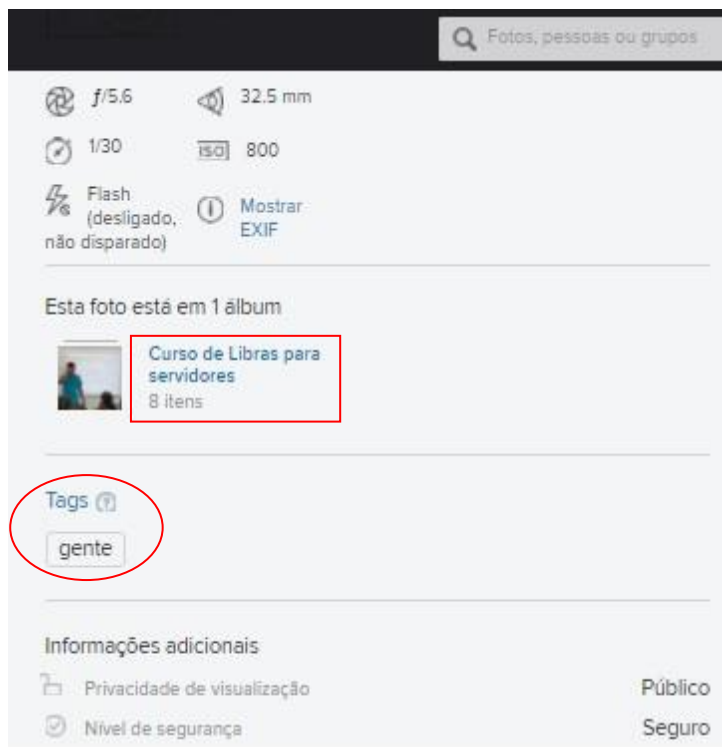 Fotos, pessoas ou grupos
ƒ/5.6 32.5 mm
1/30 ISO 800
Flash
(desligado,
não disparado)
Mostrar
EXIF
Esta foto está em 1 álbum
Curso de Libras para
servidores
8 itens
Tags
gente
Informações adicionais
Privacidade de visualização Público
Nível de segurança Seguro